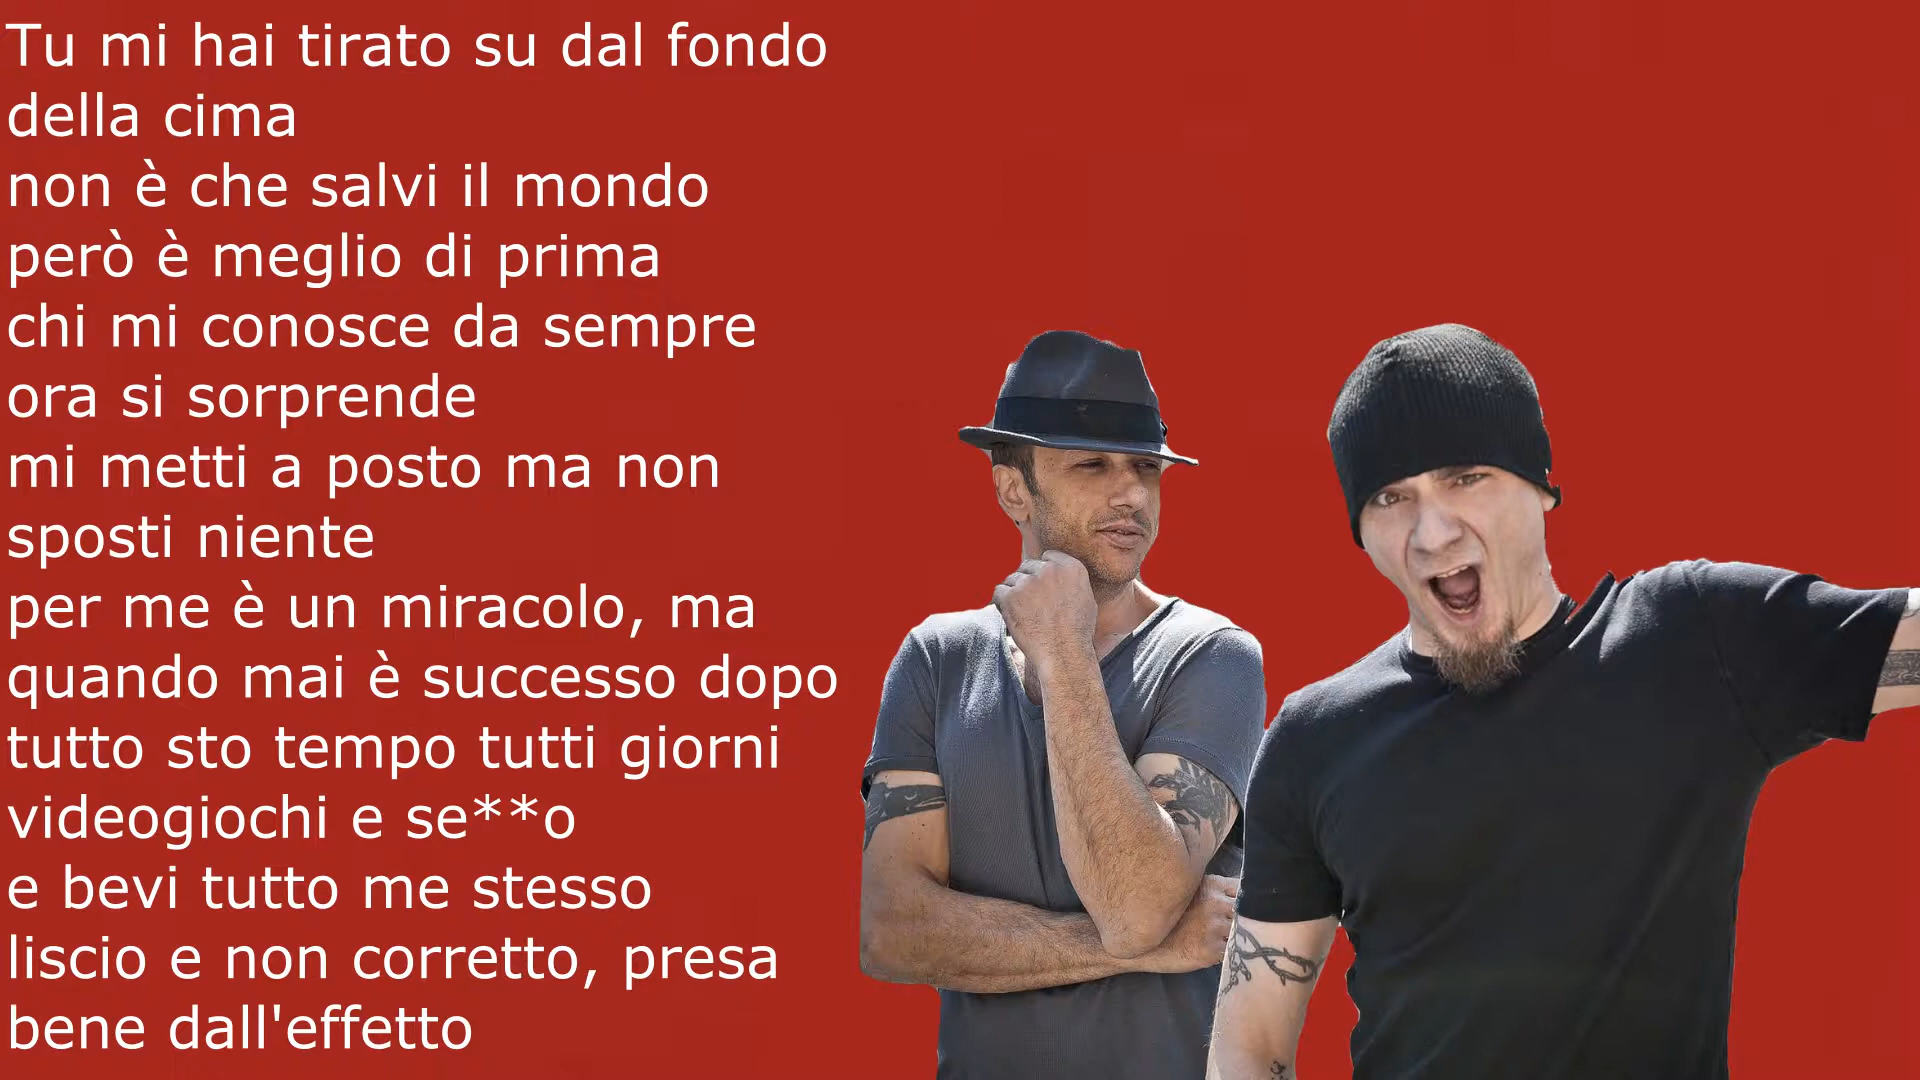 Tu mi hai tirato su dal fondo
della cima
non è che salvi il mondo
però è meglio di prima
chi mi conosce da sempre
ora si sorprende
mi metti a posto ma non
sposti niente
per me è un miracolo, ma
quando mai è successo dopo
tutto sto tempo tutti giorni
videogiochi e se**o
e bevi tutto me stesso
liscio e non corretto, presa
bene dall'effetto